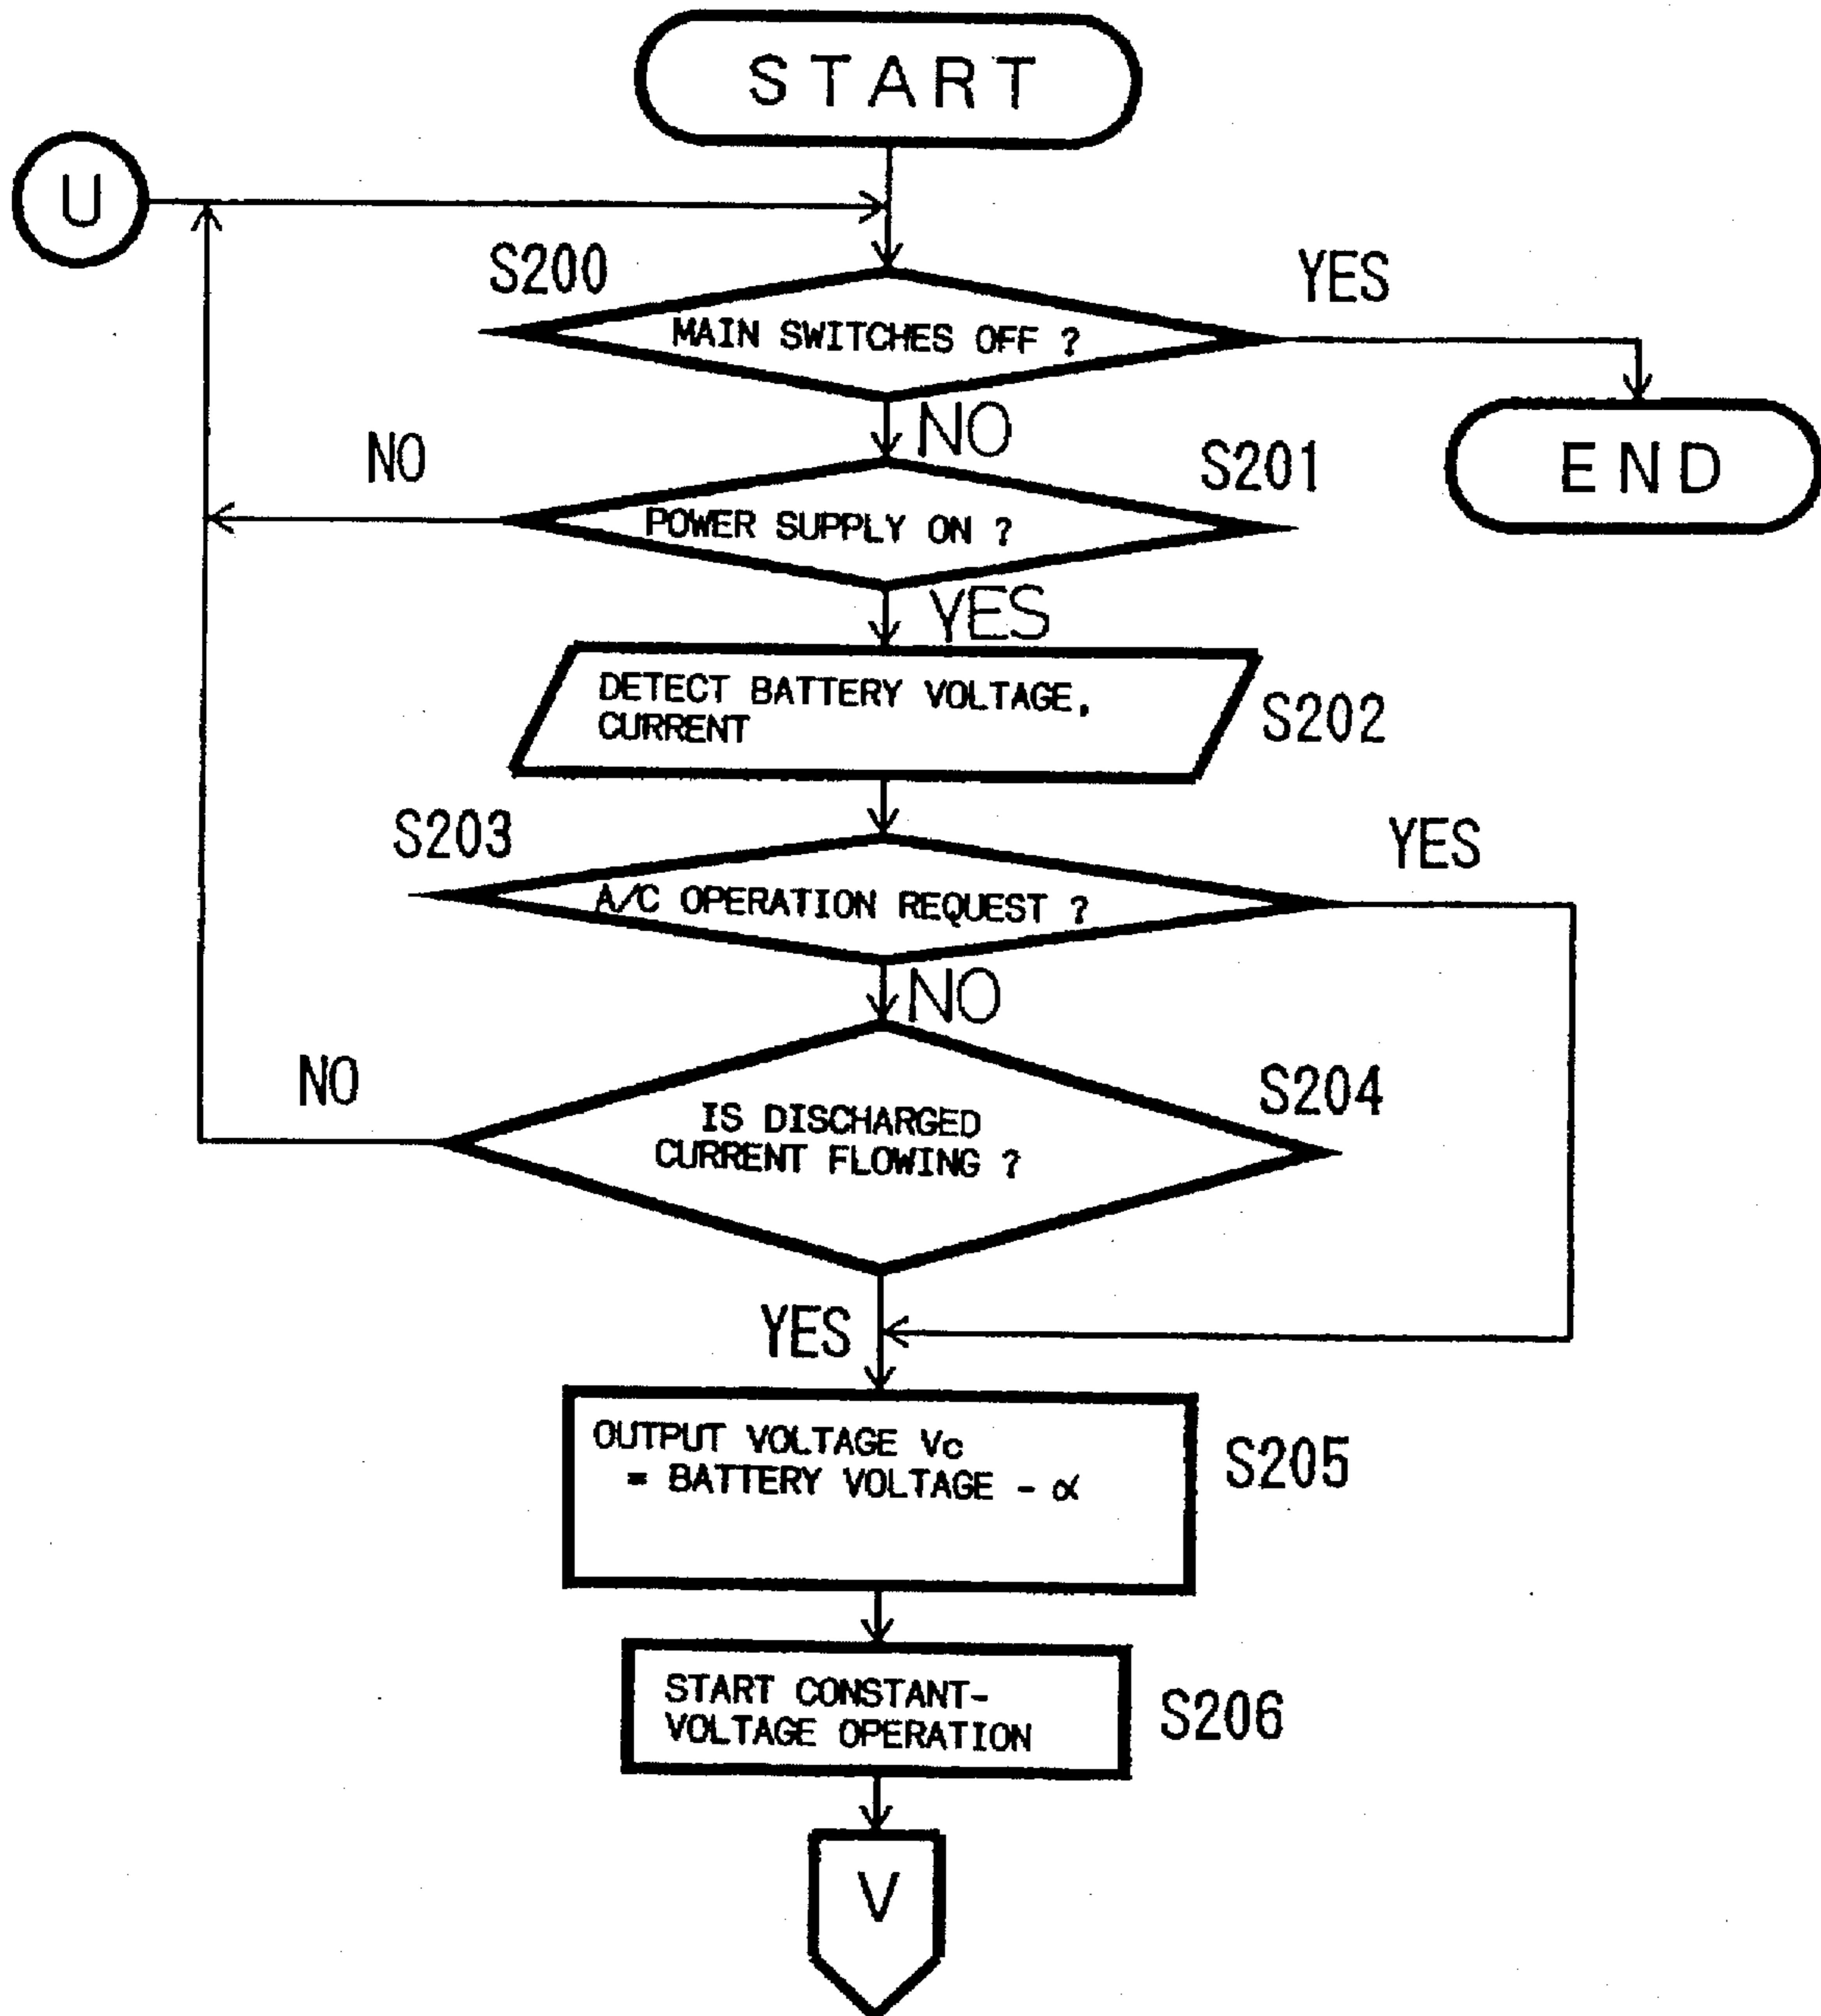 START
U
S200
YES
MAIN SWITCHES OFF ?
NO
NO
S201
END
POWER SUPPLY ON ?
YES
DETECT BATTERY VOLTAGE,
CURRENT
S202
S203
YES
A/C OPERATION REQUEST ?
NO
NO
S204
IS DISCHARGED
CURRENT FLOWING ?
YES
OUTPUT VOLTAGE Vc
= BATTERY VOLTAGE - α
S205
START CONSTANT-
VOLTAGE OPERATION
S206
V